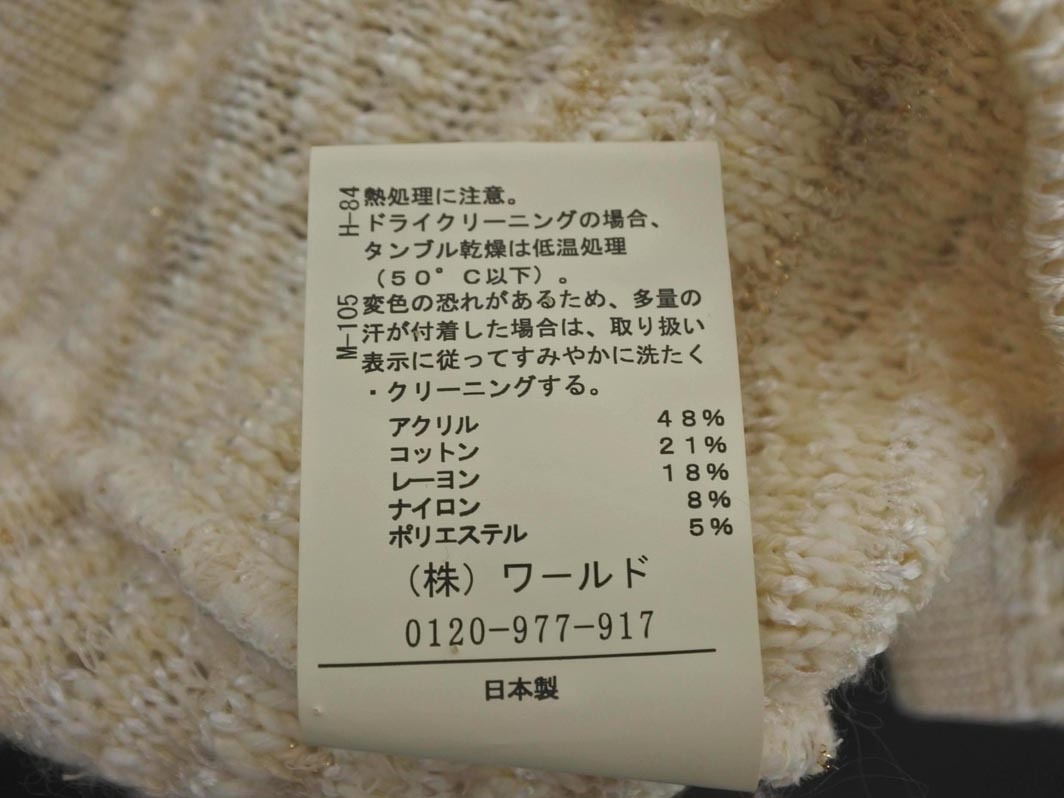 H-84 熱処理に注意。
ドライクリーニングの場合、
タンブル乾燥は低温処理
（50°C以下）。
M-105 変色の恐れがあるため、多量の
汗が付着した場合は、取り扱い
表示に従ってすみやかに洗たく
・クリーニングする。
アクリル 48%
コットン 21%
レーヨン 18%
ナイロン 8%
ポリエステル 5%
（株）ワールド
0120-977-917
日本製